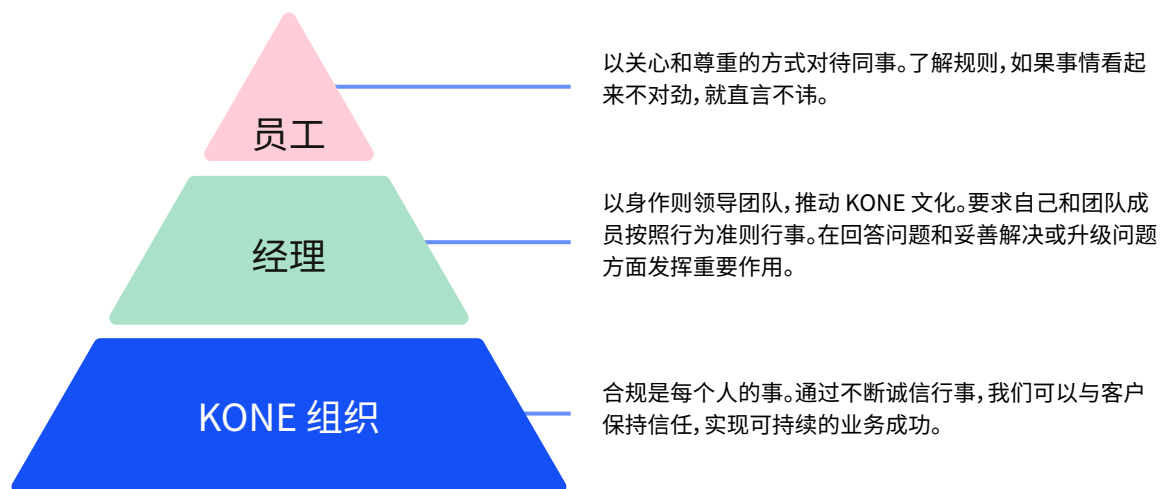 员工
以关心和尊重的方式对待同事。了解规则，如果事情看起
来不对劲，就直言不讳。
经理
以身作则领导团队，推动 KONE 文化。要求自己和团队成
员按照行为准则行事。在回答问题和妥善解决或升级问题
方面发挥重要作用。
KONE 组织
合规是每个人的事。通过不断诚信行事，我们可以与客户
保持信任，实现可持续的业务成功。